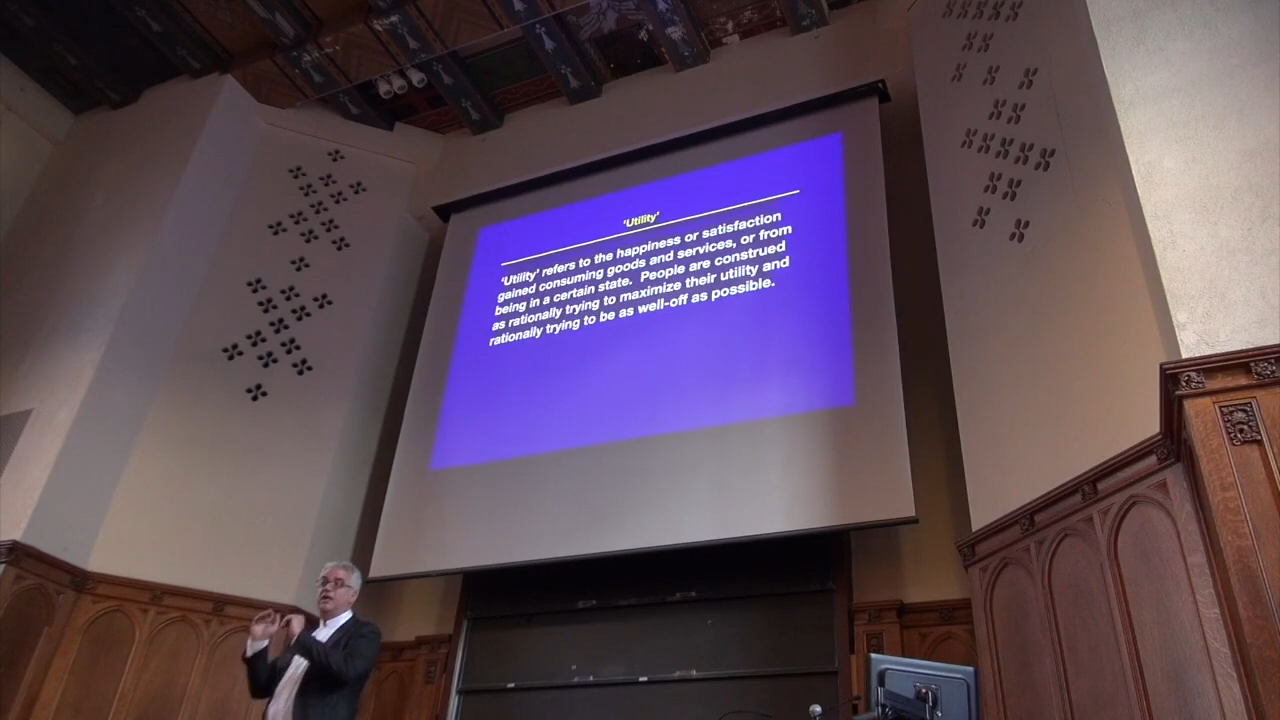 'Utility'
'Utility' refers to the happiness or satisfaction
gained consuming goods and services, or from
being in a certain state.  People are construed
as rationally trying to maximize their utility and
rationally trying to be as well-off as possible.